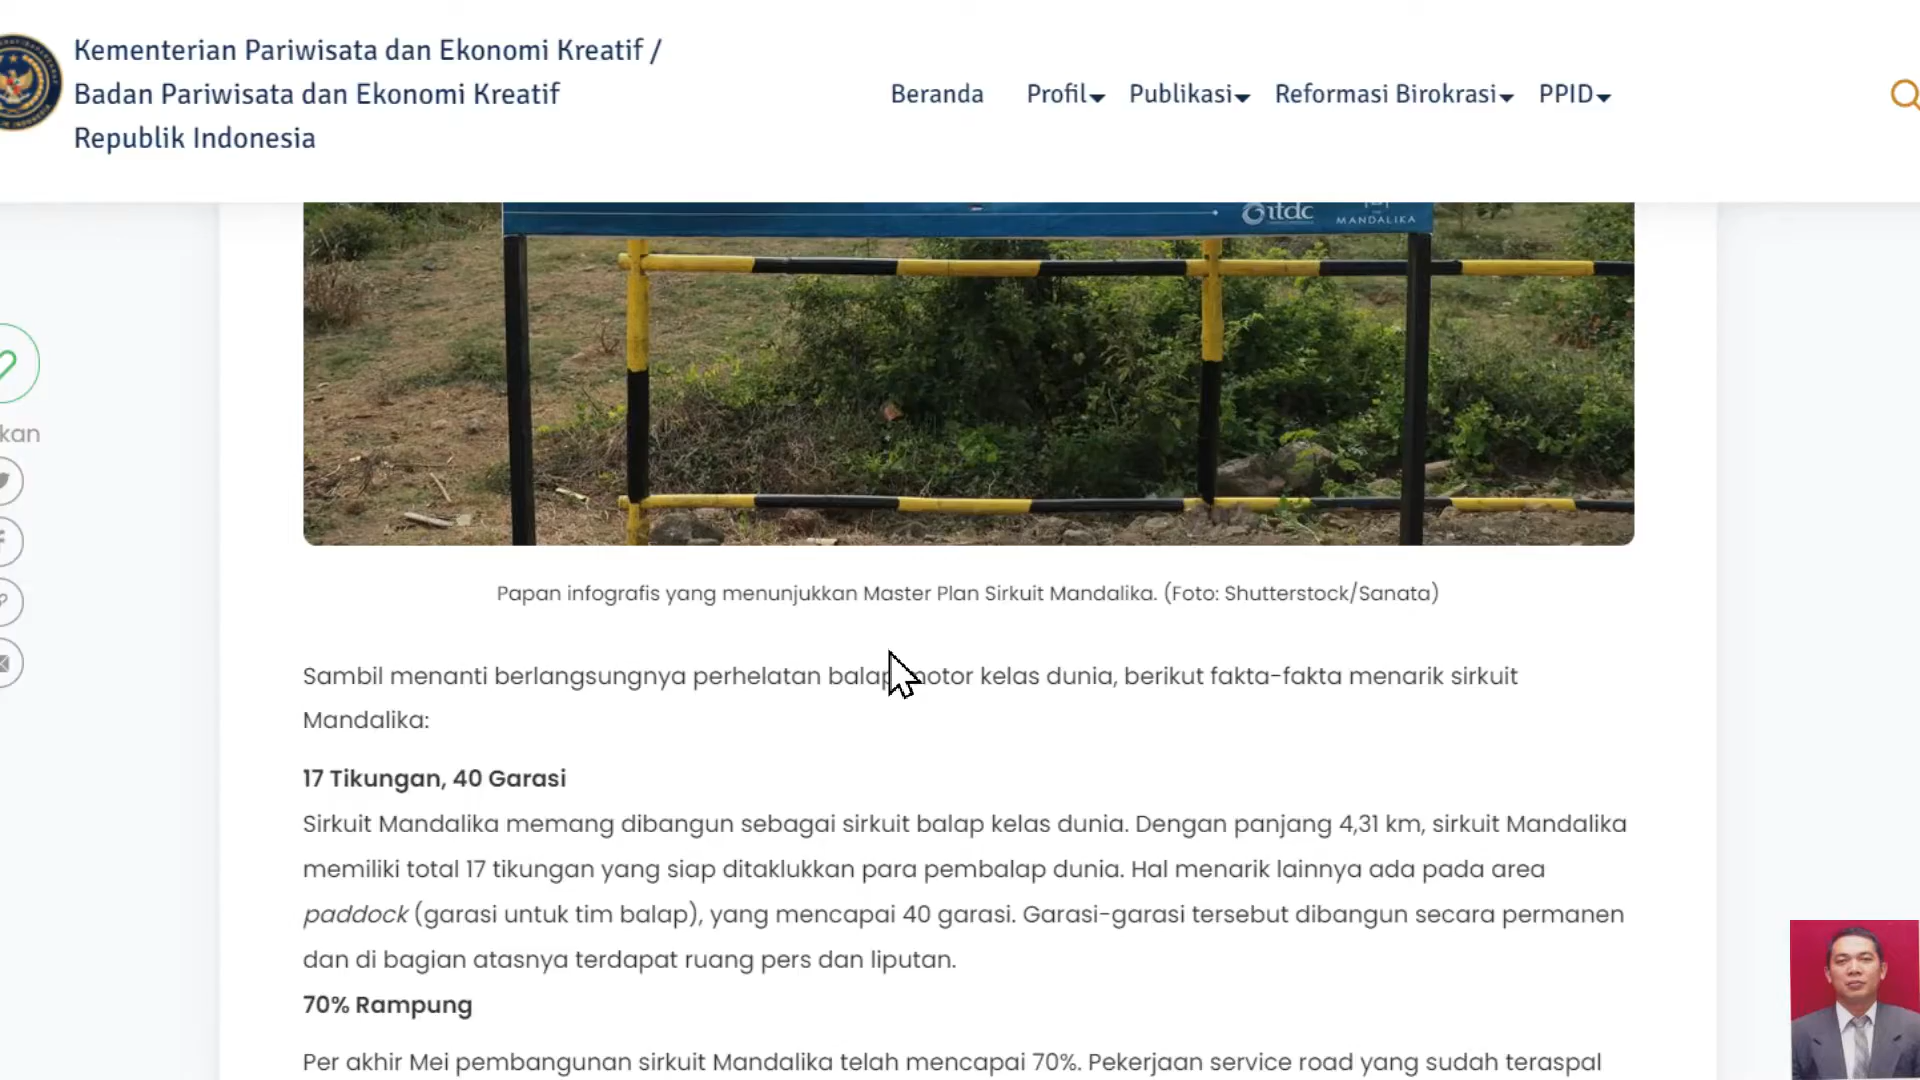 Kementerian Pariwisata dan Ekonomi Kreatif /
Badan Pariwisata dan Ekonomi Kreatif
Republik Indonesia
Beranda Profil Publikasi Reformasi Birokrasi PPID
itdc MANDALIKA
kan
Papan infografis yang menunjukkan Master Plan Sirkuit Mandalika. (Foto: Shutterstock/Sanata)
Sambil menanti berlangsungnya perhelatan balap motor kelas dunia, berikut fakta-fakta menarik sirkuit
Mandalika:
17 Tikungan, 40 Garasi
Sirkuit Mandalika memang dibangun sebagai sirkuit balap kelas dunia. Dengan panjang 4,31 km, sirkuit Mandalika
memiliki total 17 tikungan yang siap ditaklukkan para pembalap dunia. Hal menarik lainnya ada pada area
paddock (garasi untuk tim balap), yang mencapai 40 garasi. Garasi-garasi tersebut dibangun secara permanen
dan di bagian atasnya terdapat ruang pers dan liputan.
70% Rampung
Per akhir Mei pembangunan sirkuit Mandalika telah mencapai 70%. Pekerjaan service road yang sudah teraspal